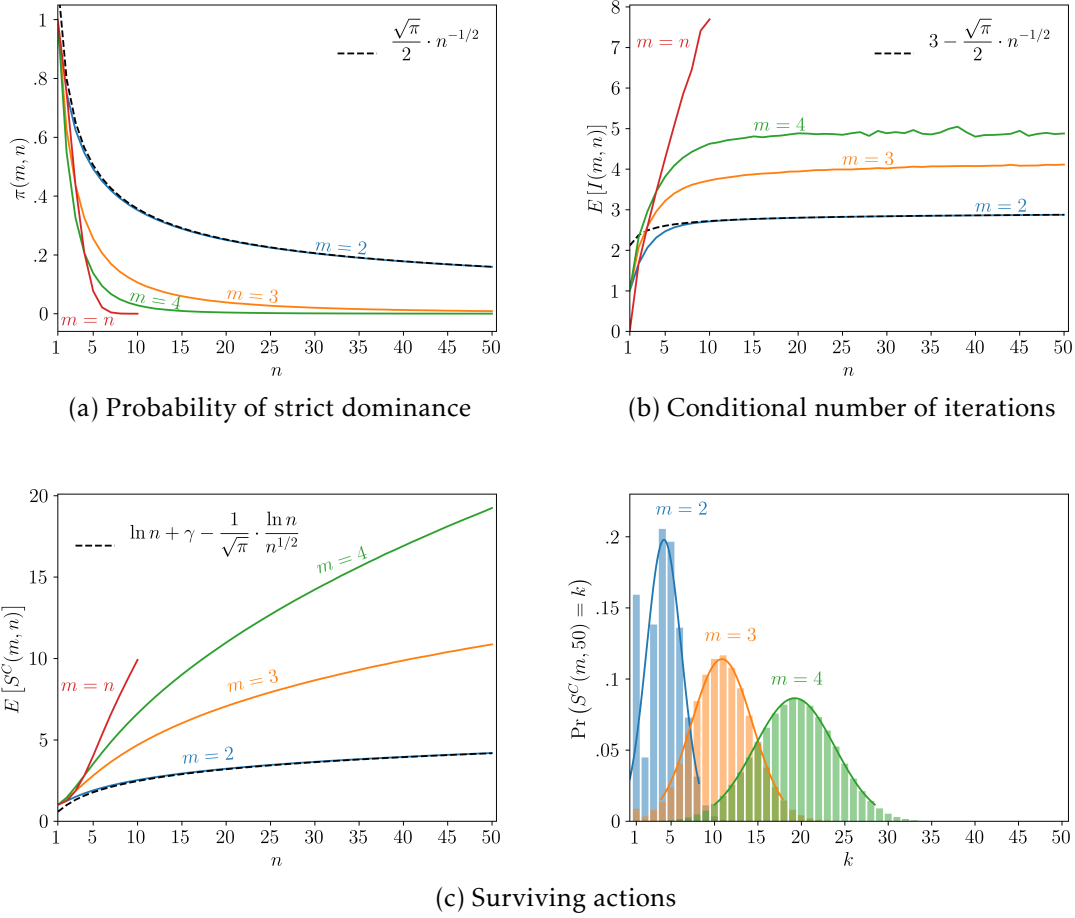 1
.8
.6
.4
.2
0
π(m, n)
√π/2 · n^{-1/2}
m = 2
m = 3
m = 4
m = n
1 5 10 15 20 25 30 35 40 45 50
n
(a) Probability of strict dominance
8
7
6
5
4
3
2
1
0
E [I(m, n)]
m = n
3 − √π/2 · n^{-1/2}
m = 4
m = 3
m = 2
1 5 10 15 20 25 30 35 40 45 50
n
(b) Conditional number of iterations
20
15
10
5
0
E [S^C(m, n)]
ln n + γ − 1/√π · ln n/n^{1/2}
m = 4
m = n
m = 3
m = 2
1 5 10 15 20 25 30 35 40 45 50
n
.2
.15
.1
.05
0
Pr (S^C(m, 50) = k)
m = 2
m = 3
m = 4
1 5 10 15 20 25 30 35 40 45 50
k
(c) Surviving actions